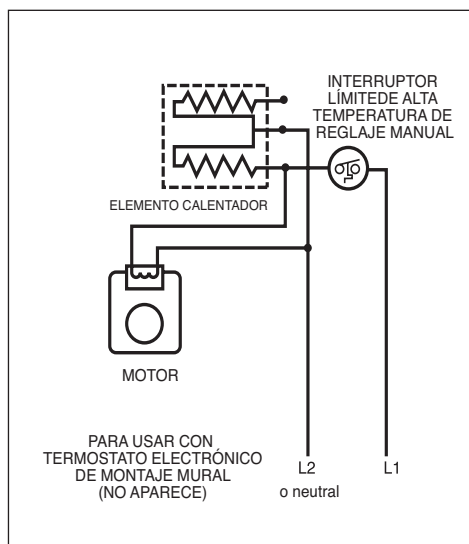 INTERRUPTOR
LÍMITEDE ALTA
TEMPERATURA DE
REGLAJE MANUAL
ELEMENTO CALENTADOR
MOTOR
PARA USAR CON
TERMOSTATO ELECTRÓNICO
DE MONTAJE MURAL
(NO APARECE)
L2
o neutral
L1